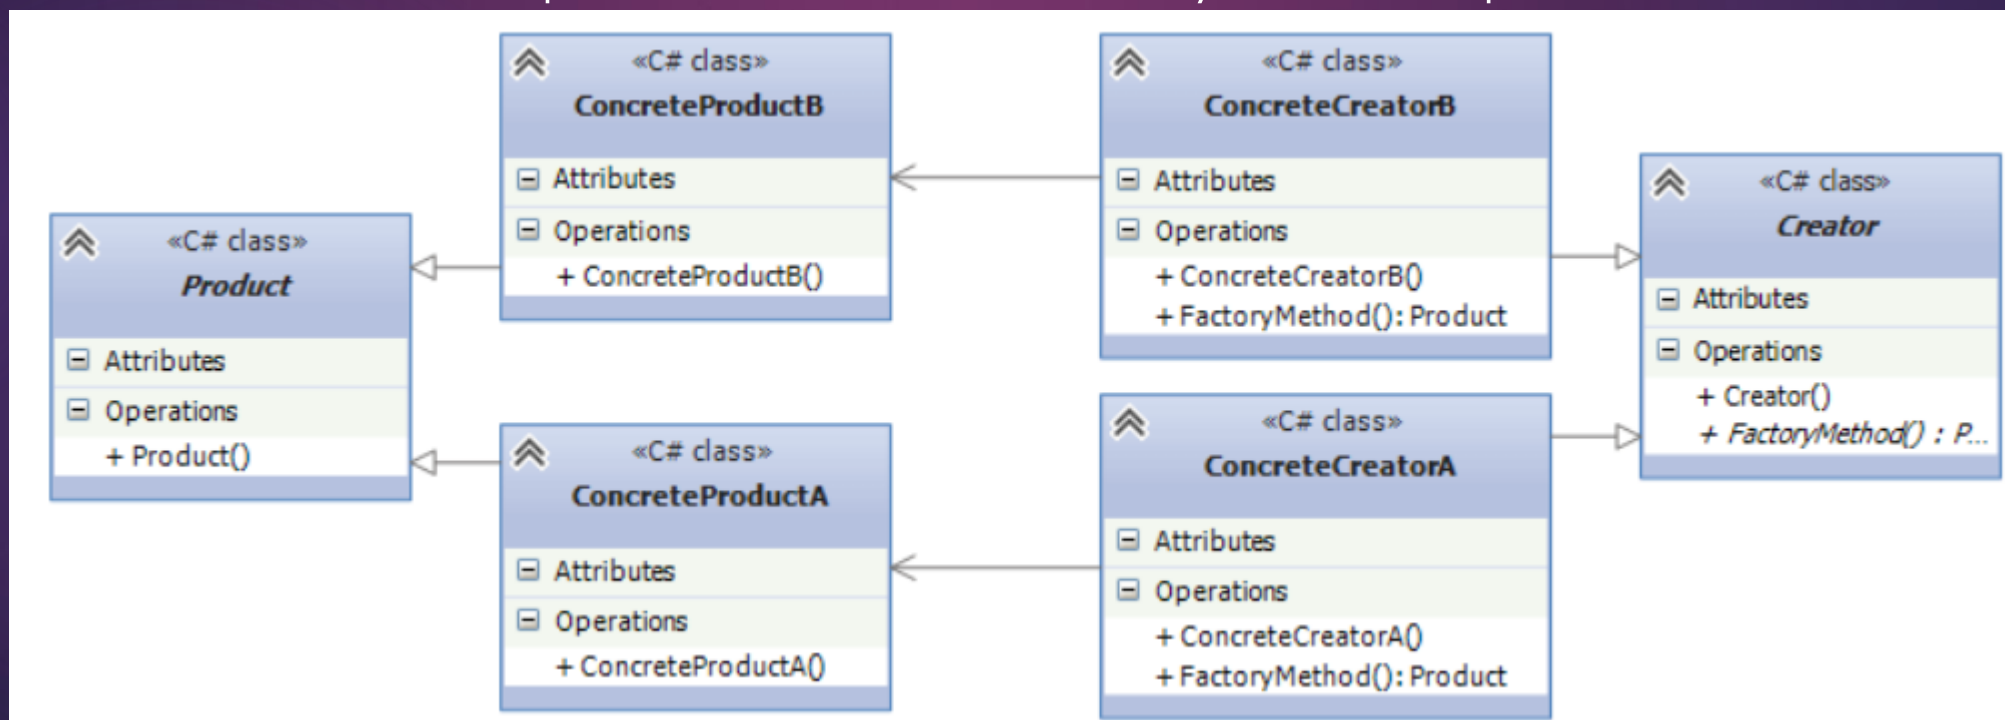 «C# class»
Product
Attributes
Operations
+ Product()
«C# class»
ConcreteProductB
Attributes
Operations
+ ConcreteProductB()
«C# class»
ConcreteProductA
Attributes
Operations
+ ConcreteProductA()
«C# class»
ConcreteCreatorB
Attributes
Operations
+ ConcreteCreatorB()
+ FactoryMethod(): Product
«C# class»
ConcreteCreatorA
Attributes
Operations
+ ConcreteCreatorA()
+ FactoryMethod(): Product
«C# class»
Creator
Attributes
Operations
+ Creator()
+ FactoryMethod() : P...